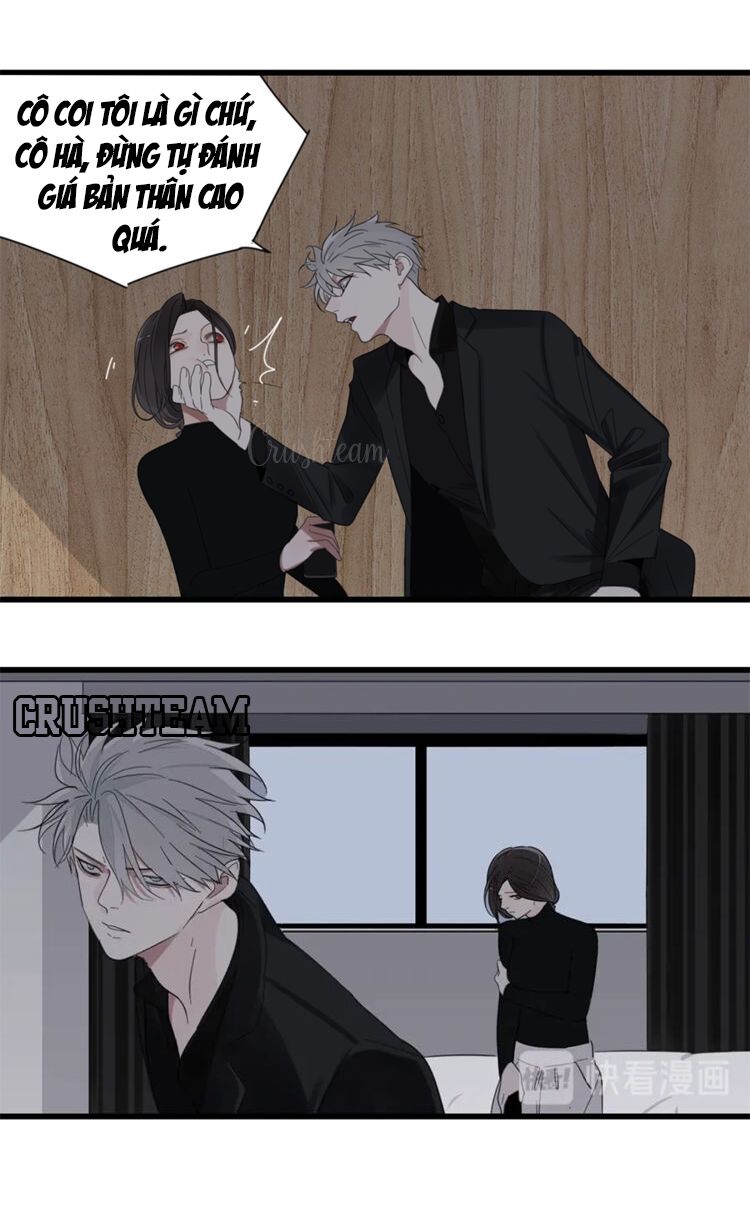 CÔ COI TÔI LÀ GÌ CHỨ,
CÔ HÀ, ĐỪNG TỰ ĐÁNH
GIÁ BẢN THÂN CAO
QUÁ.
Crushteam
CRUSHTEAM
快看漫画